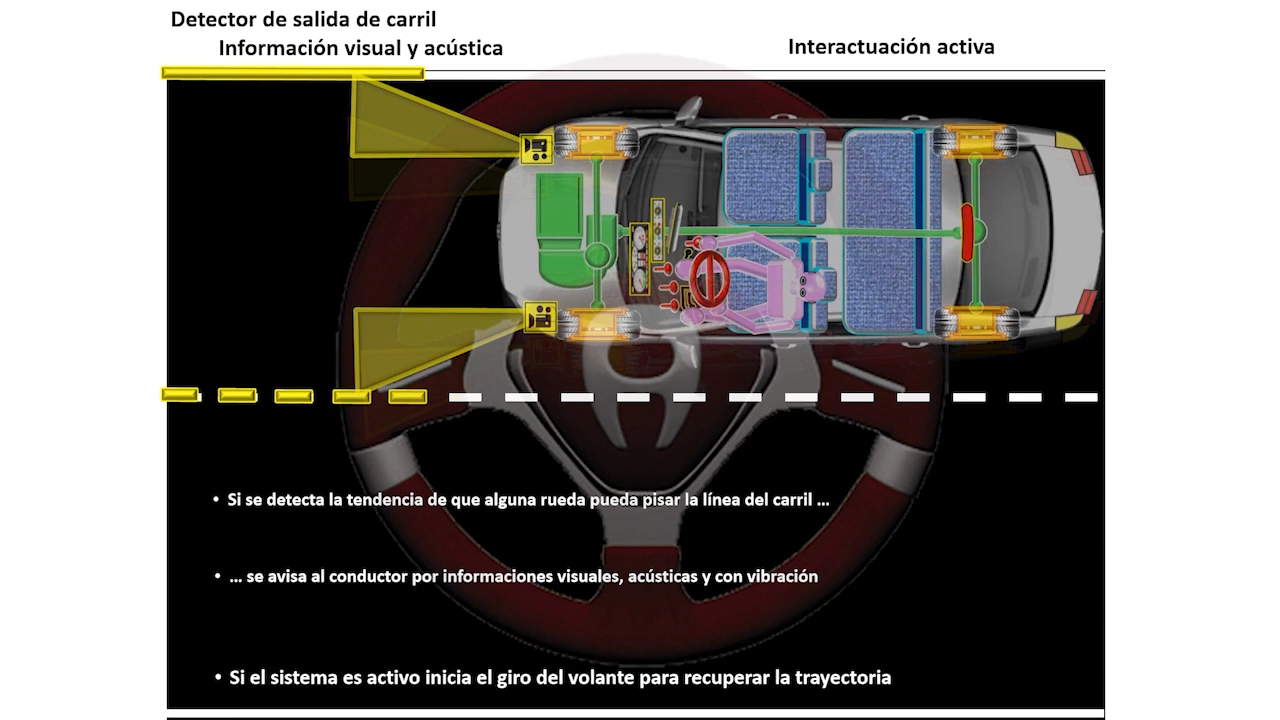 Detector de salida de carril
Información visual y acústica
Interactuación activa
• Si se detecta la tendencia de que alguna rueda pueda pisar la línea del carril ...
• ... se avisa al conductor por informaciones visuales, acústicas y con vibración
• Si el sistema es activo inicia el giro del volante para recuperar la trayectoria